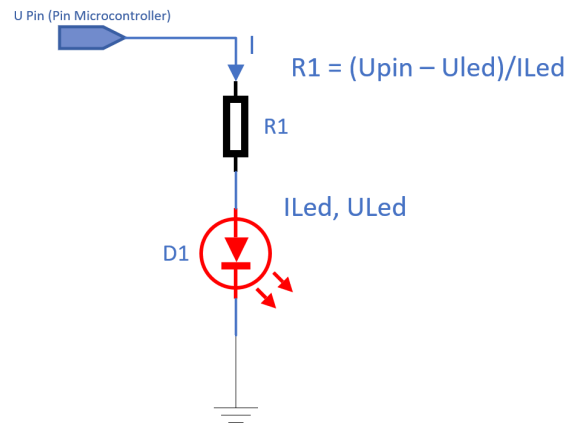 U Pin (Pin Microcontroller)
I
R1 = (Upin – Uled)/ILed
R1
ILed, ULed
D1